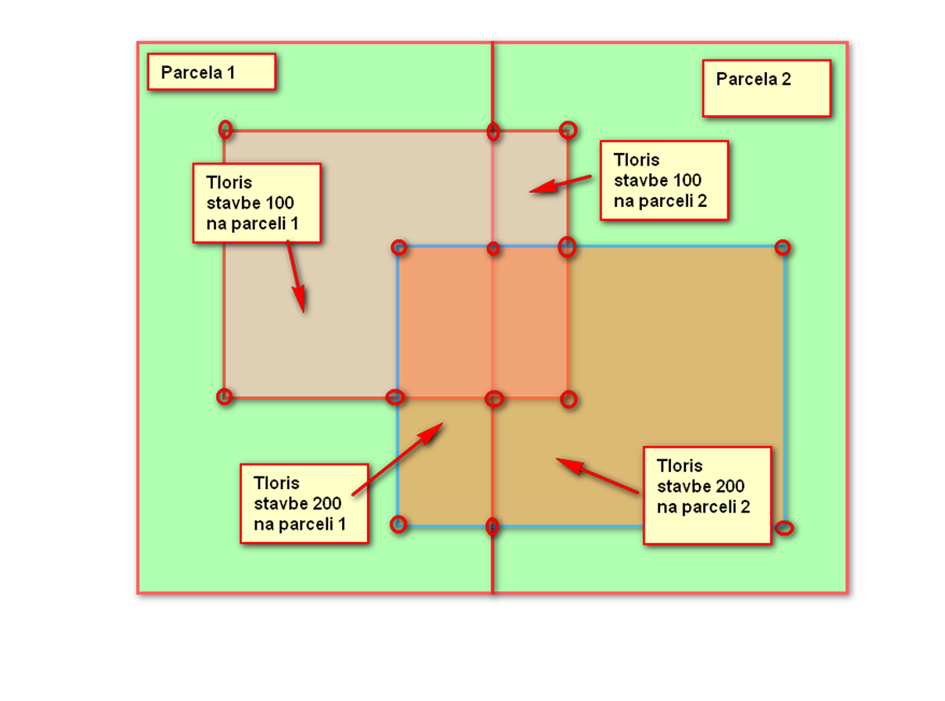 Parcela 1
Parcela 2
Tloris
stavbe 100
na parceli 1
Tloris
stavbe 100
na parceli 2
Tloris
stavbe 200
na parceli 1
Tloris
stavbe 200
na parceli 2